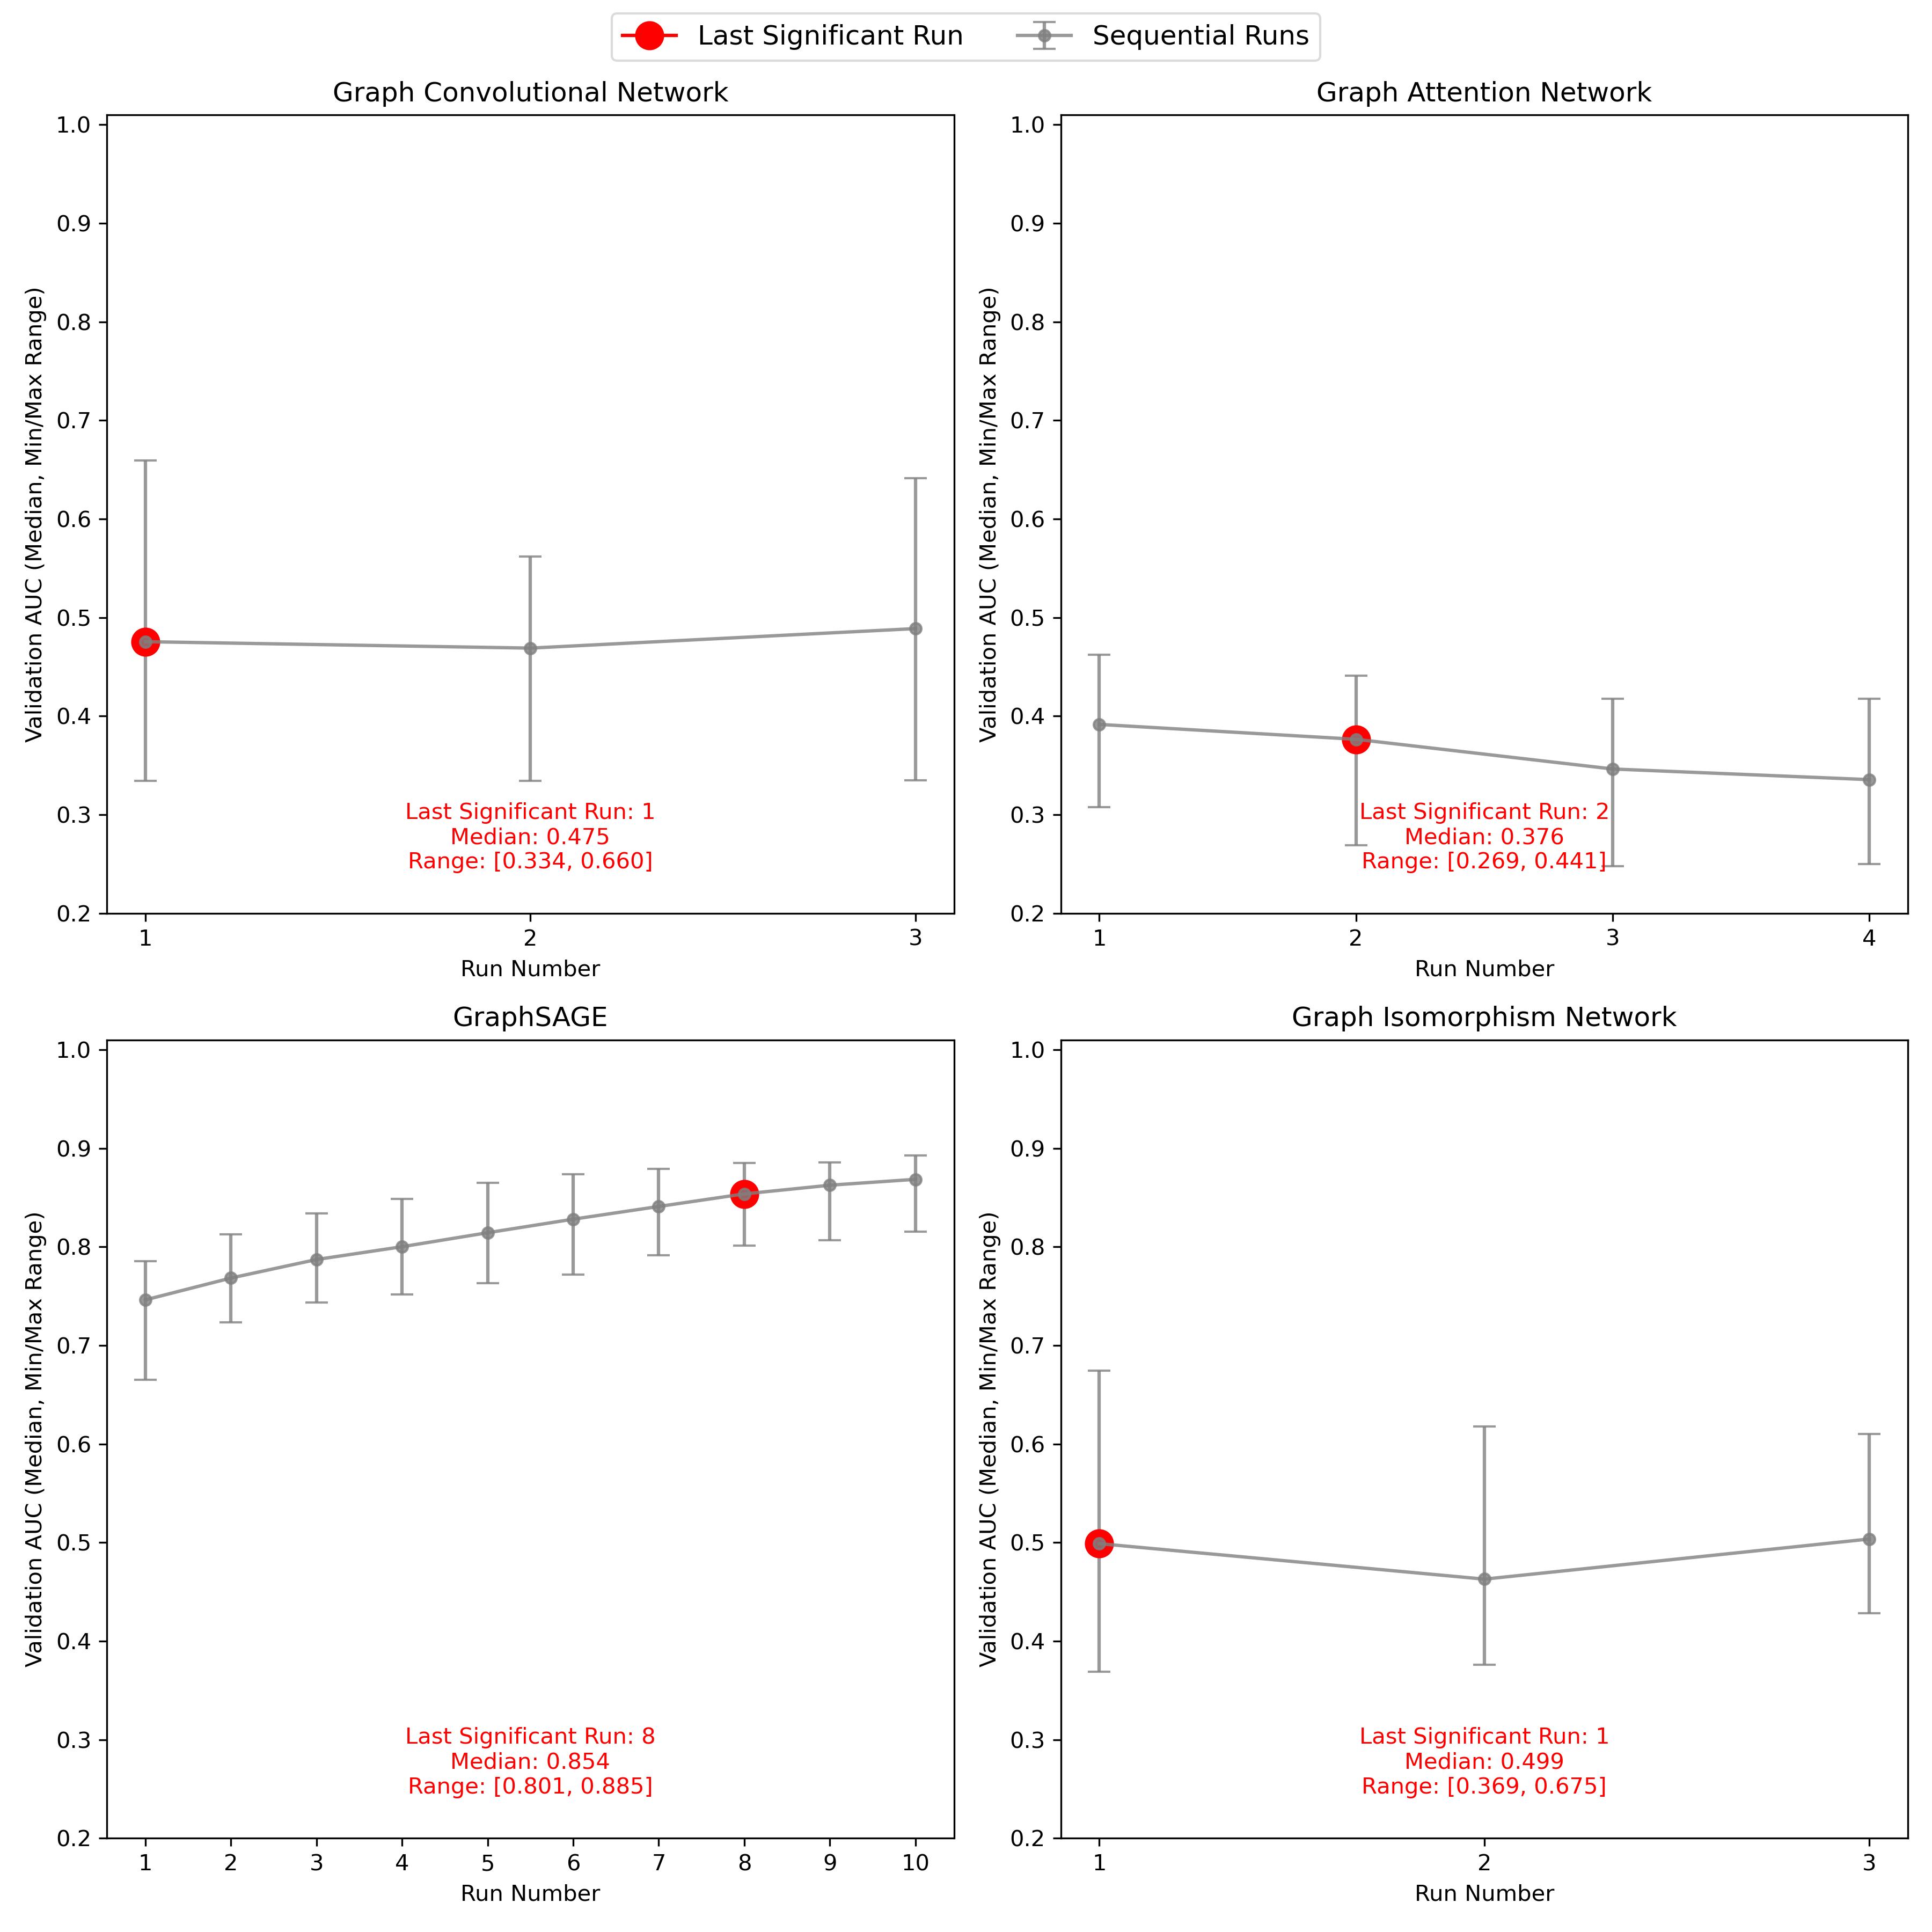 Last Significant Run
Sequential Runs
Graph Convolutional Network
Validation AUC (Median, Min/Max Range)
1.0
0.9
0.8
0.7
0.6
0.5
0.4
0.3
0.2
Last Significant Run: 1
Median: 0.475
Range: [0.334, 0.660]
1 2 3
Run Number
Graph Attention Network
Validation AUC (Median, Min/Max Range)
1.0
0.9
0.8
0.7
0.6
0.5
0.4
0.3
0.2
Last Significant Run: 2
Median: 0.376
Range: [0.269, 0.441]
1 2 3 4
Run Number
GraphSAGE
Validation AUC (Median, Min/Max Range)
1.0
0.9
0.8
0.7
0.6
0.5
0.4
0.3
0.2
Last Significant Run: 8
Median: 0.854
Range: [0.801, 0.885]
1 2 3 4 5 6 7 8 9 10
Run Number
Graph Isomorphism Network
Validation AUC (Median, Min/Max Range)
1.0
0.9
0.8
0.7
0.6
0.5
0.4
0.3
0.2
Last Significant Run: 1
Median: 0.499
Range: [0.369, 0.675]
1 2 3
Run Number